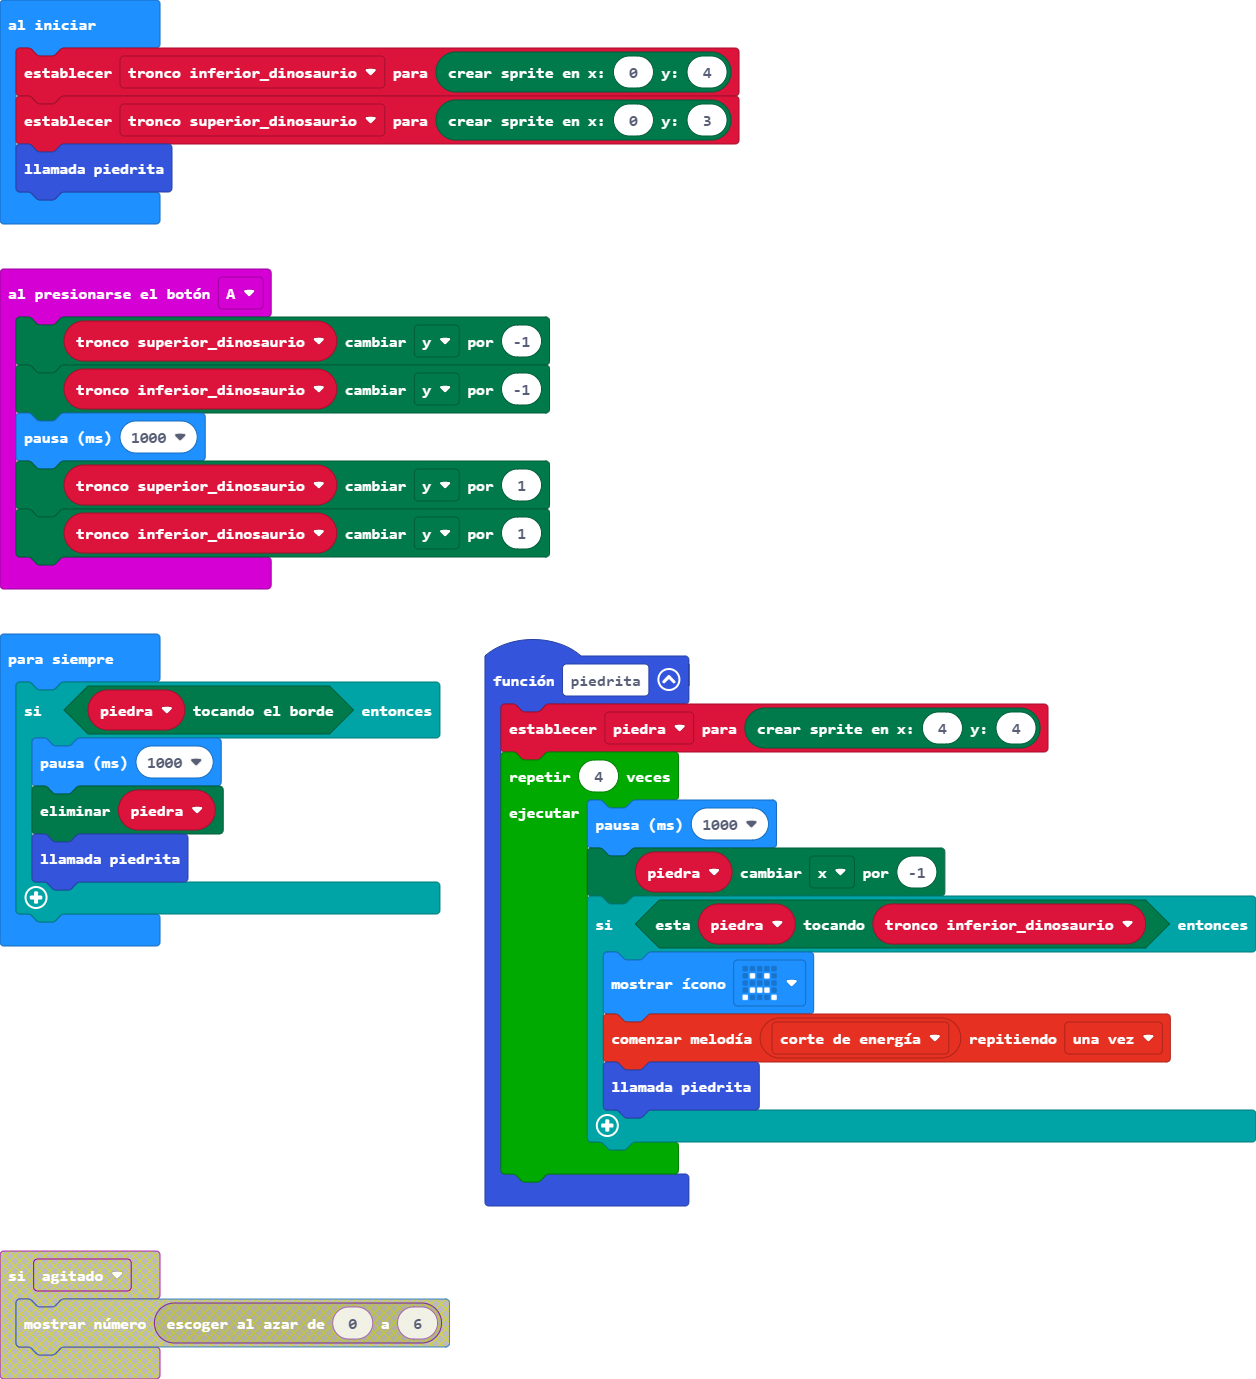 al iniciar
establecer tronco inferior_dinosaurio para crear sprite en x: 0 y: 4
establecer tronco superior_dinosaurio para crear sprite en x: 0 y: 3
llamada piedrita
al presionarse el botón A
tronco superior_dinosaurio cambiar y por -1
tronco inferior_dinosaurio cambiar y por -1
pausa (ms) 1000
tronco superior_dinosaurio cambiar y por 1
tronco inferior_dinosaurio cambiar y por 1
para siempre
si piedra tocando el borde entonces
pausa (ms) 1000
eliminar piedra
llamada piedrita
función piedrita
establecer piedra para crear sprite en x: 4 y: 4
repetir 4 veces
ejecutar
pausa (ms) 1000
piedra cambiar x por -1
si esta piedra tocando tronco inferior_dinosaurio entonces
mostrar ícono
comenzar melodía corte de energía repitiendo una vez
llamada piedrita
si agitado
mostrar número escoger al azar de 0 a 6